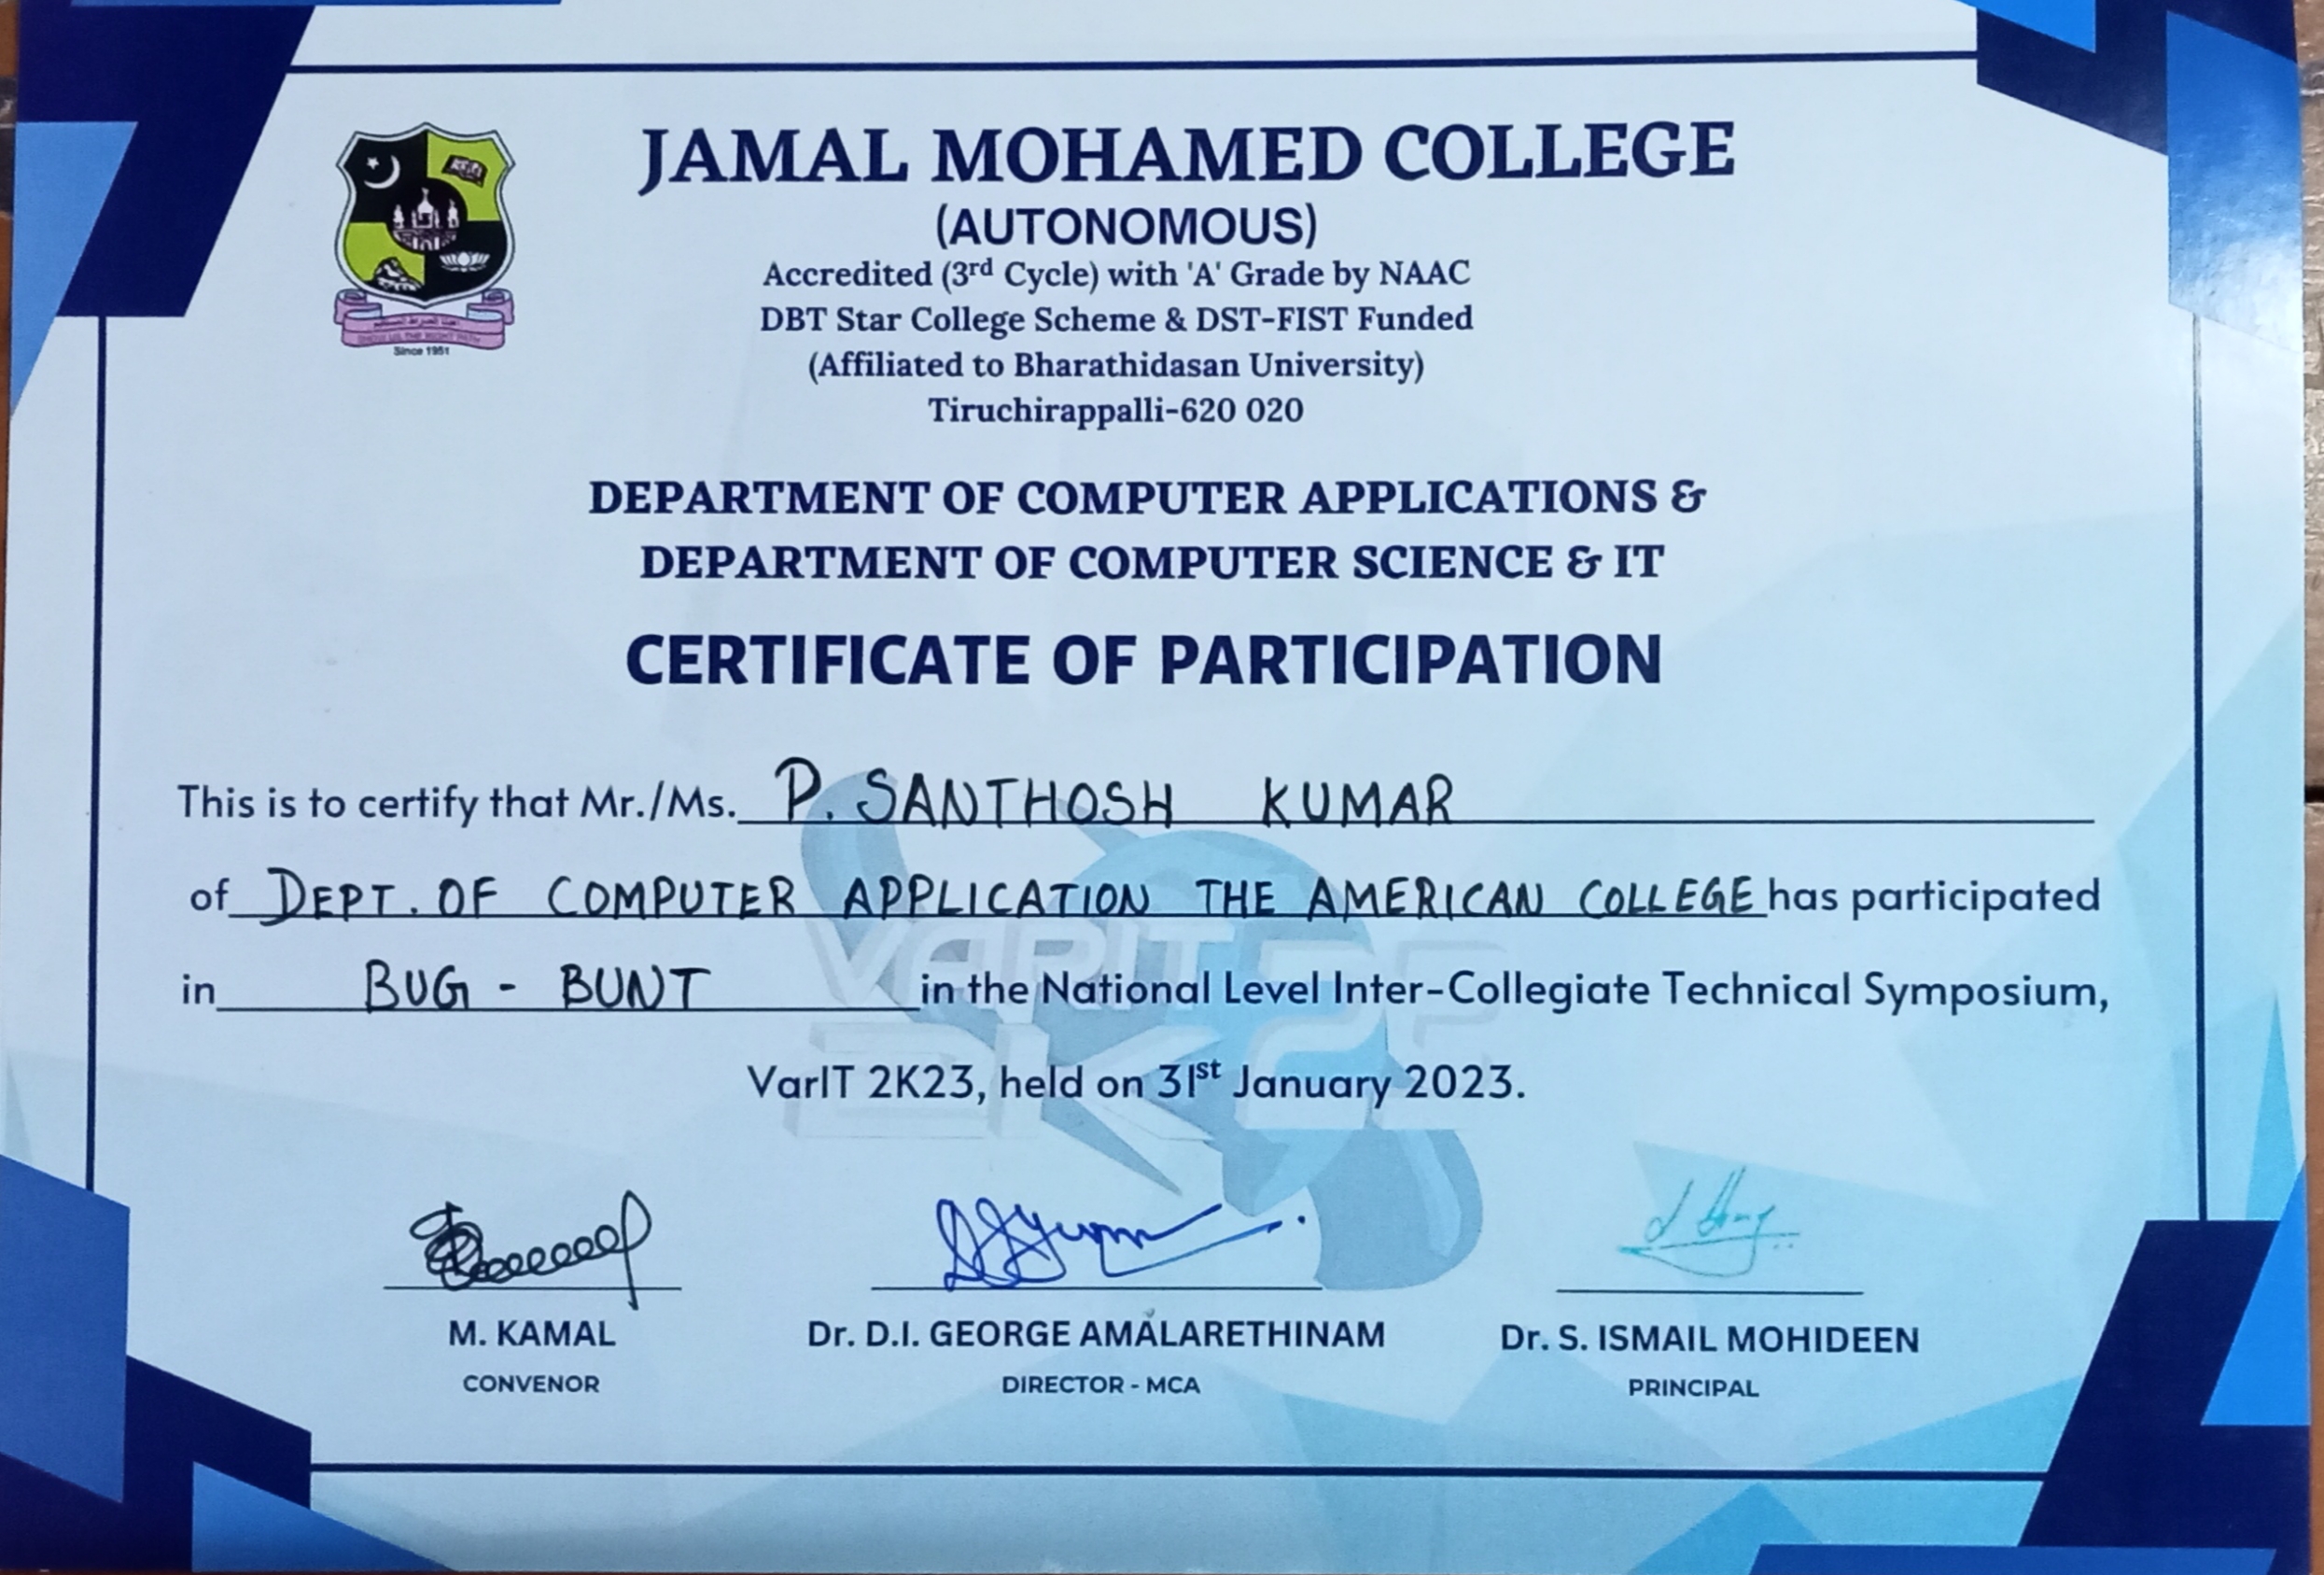 JAMAL MOHAMED COLLEGE
(AUTONOMOUS)
Accredited (3rd Cycle) with 'A' Grade by NAAC
DBT Star College Scheme & DST-FIST Funded
(Affiliated to Bharathidasan University)
Tiruchirappalli-620 020
Since 1951
DEPARTMENT OF COMPUTER APPLICATIONS &
DEPARTMENT OF COMPUTER SCIENCE & IT
CERTIFICATE OF PARTICIPATION
This is to certify that Mr./Ms. P. SANTHOSH KUMAR
of DEPT. OF COMPUTER APPLICATION THE AMERICAN COLLEGE has participated
in BUG - BUNT in the National Level Inter-Collegiate Technical Symposium,
VarIT 2K23, held on 31st January 2023.
VARIT
M. KAMAL
CONVENOR
Dr. D.I. GEORGE AMALARETHINAM
DIRECTOR - MCA
Dr. S. ISMAIL MOHIDEEN
PRINCIPAL